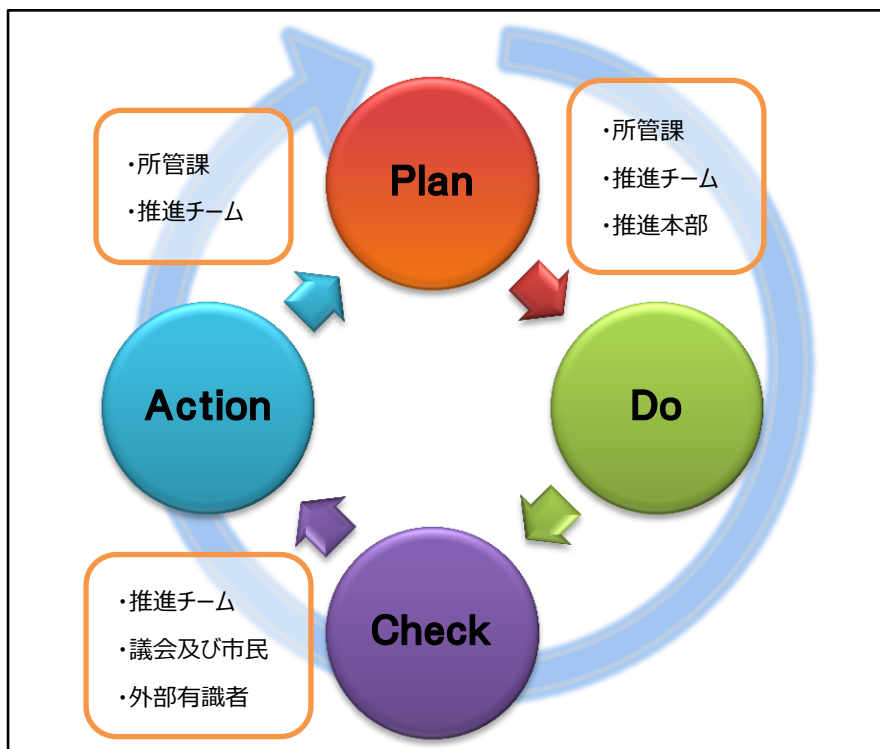 Plan
・所管課
・推進チーム
・推進本部
Do
Check
・推進チーム
・議会及び市民
・外部有識者
Action
・所管課
・推進チーム